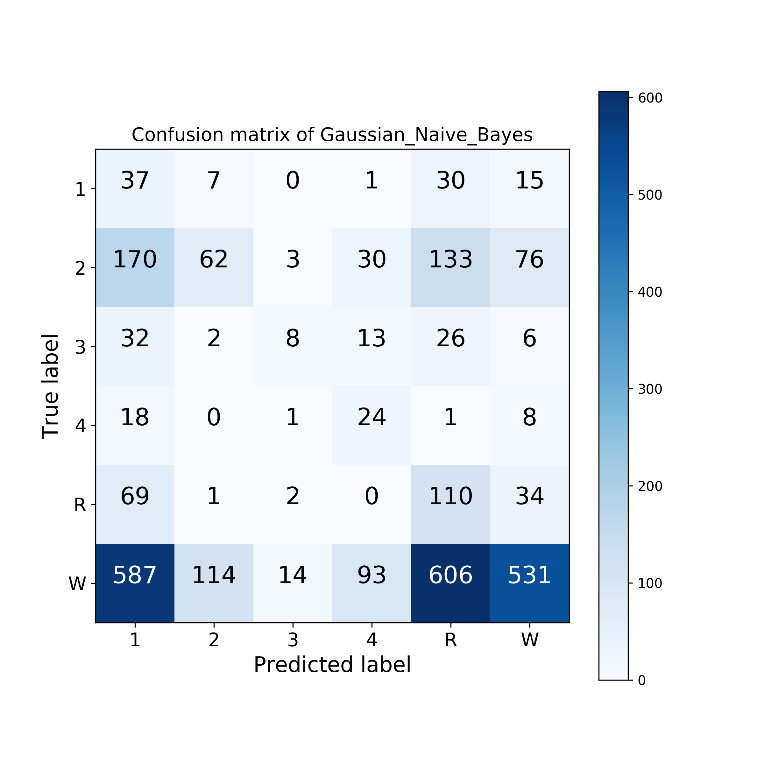 Confusion matrix of Gaussian_Naive_Bayes
1 37 7 0 1 30 15
2 170 62 3 30 133 76
3 32 2 8 13 26 6
4 18 0 1 24 1 8
R 69 1 2 0 110 34
W 587 114 14 93 606 531
1 2 3 4 R W
Predicted label
True label
600
500
400
300
200
100
0